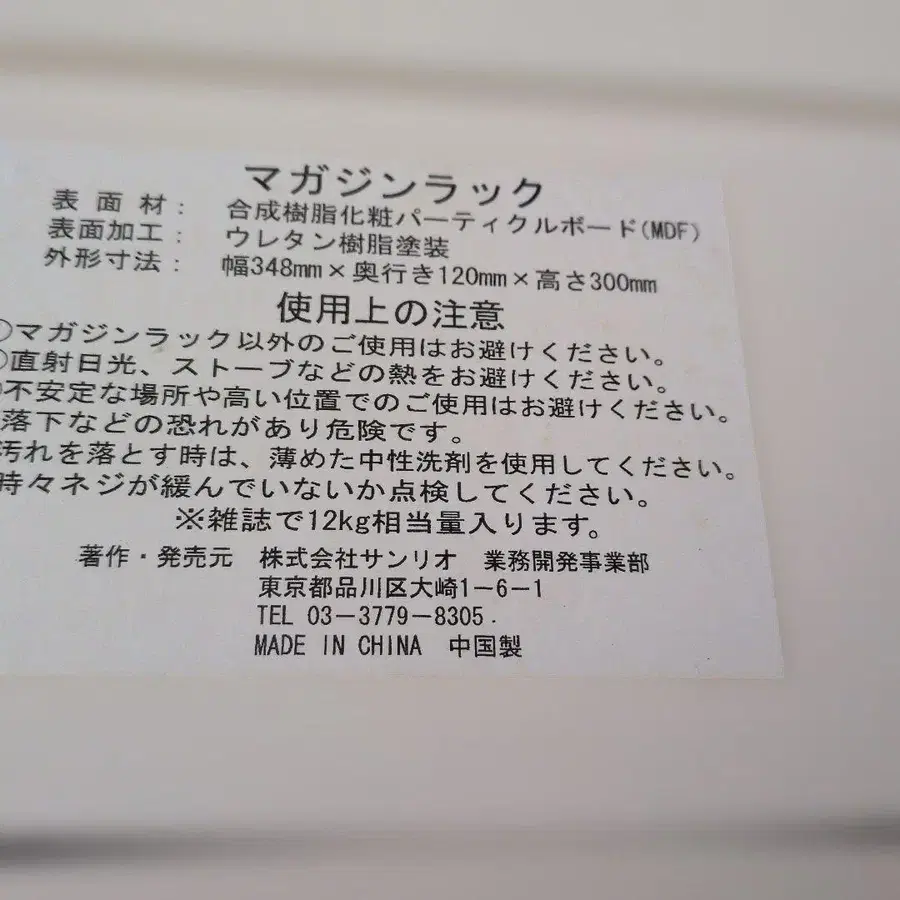 マガジンラック
表面材： 合成樹脂化粧パーティクルボード(MDF)
表面加工： ウレタン樹脂塗装
外形寸法： 幅348mm×奥行き120mm×高さ300mm
使用上の注意
マガジンラック以外のご使用はお避けください。
直射日光、ストーブなどの熱をお避けください。
不安定な場所や高い位置でのご使用はお避けください。
落下などの恐れがあり危険です。
汚れを落とす時は、薄めた中性洗剤を使用してください。
時々ネジが緩んでいないか点検してください。
※雑誌で12kg相当量入ります。
著作・発売元 株式会社サンリオ 業務開発事業部
東京都品川区大崎1－6－1
TEL 03－3779－8305.
MADE IN CHINA 中国製